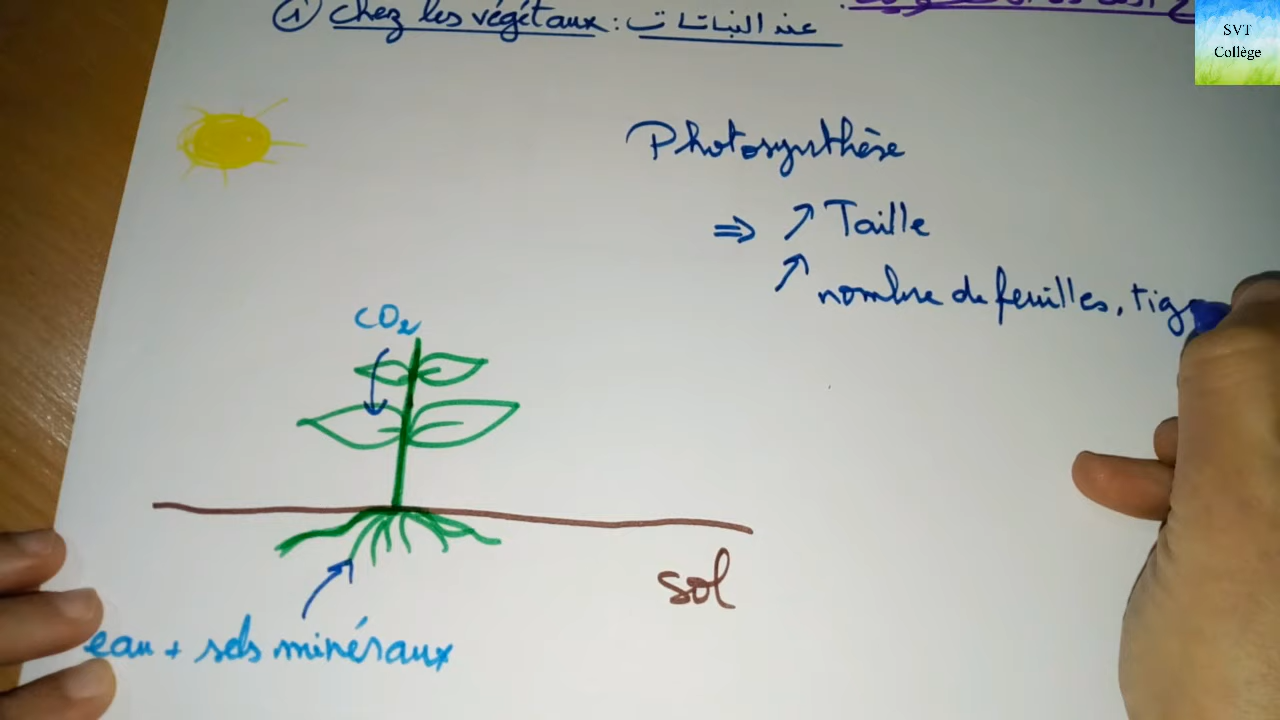 ① chez les végétaux : عند النباتات
SVT
Collège
Photosynthèse
⇒ ↗ Taille
↗ nombre de feuilles, tig
CO₂
sol
eau + sels minéraux